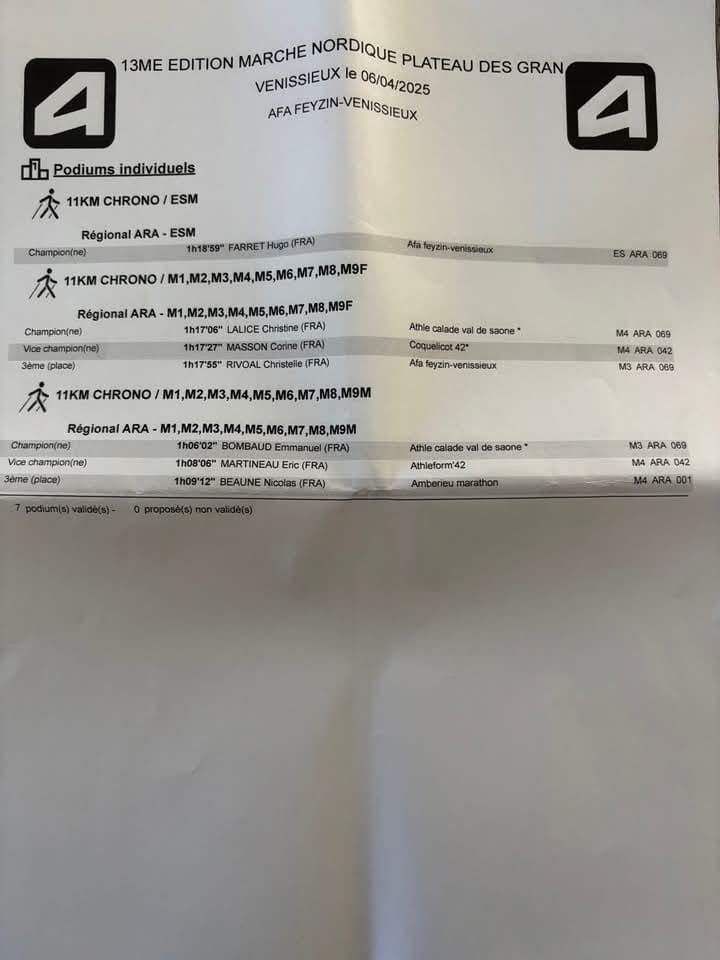 13ME EDITION MARCHE NORDIQUE PLATEAU DES GRAN
VENISSIEUX le 06/04/2025
AFA FEYZIN-VENISSIEUX
Podiums individuels
11KM CHRONO / ESM
Régional ARA - ESM
Champion(ne) 1h18'59" FARRET Hugo (FRA) Afa feyzin-venissieux ES ARA 069
11KM CHRONO / M1,M2,M3,M4,M5,M6,M7,M8,M9F
Régional ARA - M1,M2,M3,M4,M5,M6,M7,M8,M9F
Champion(ne) 1h17'06" LALICE Christine (FRA) Athle calade val de saone * M4 ARA 069
Vice champion(ne) 1h17'27" MASSON Corine (FRA) Coquelicot 42* M4 ARA 042
3ème (place) 1h17'55" RIVOAL Christelle (FRA) Afa feyzin-venissieux M3 ARA 069
11KM CHRONO / M1,M2,M3,M4,M5,M6,M7,M8,M9M
Régional ARA - M1,M2,M3,M4,M5,M6,M7,M8,M9M
Champion(ne) 1h06'02" BOMBAUD Emmanuel (FRA) Athle calade val de saone * M3 ARA 069
Vice champion(ne) 1h08'06" MARTINEAU Eric (FRA) Athleform'42 M4 ARA 042
3ème (place) 1h09'12" BEAUNE Nicolas (FRA) Amberieu marathon M4 ARA 001
7 podium(s) validé(s) - 0 proposé(s) non validé(s)